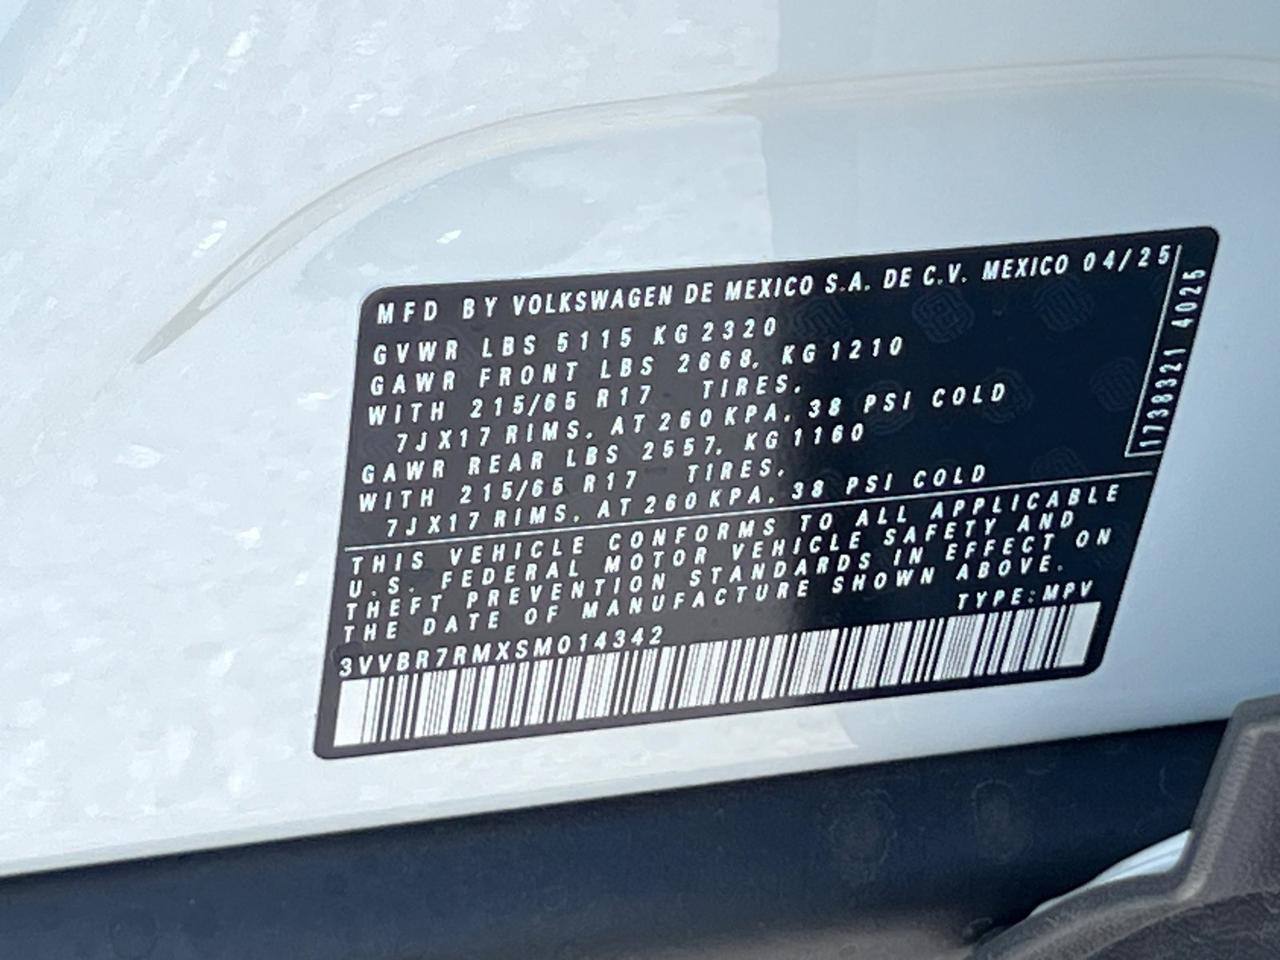 MFD BY VOLKSWAGEN DE MEXICO S.A. DE C.V. MEXICO 04/25
GVWR LBS 5115 KG 2320
GAWR FRONT LBS 2668, KG 1210
WITH 215/65 R17 TIRES,
7JX17 RIMS, AT 260 KPA, 38 PSI COLD
GAWR REAR LBS 2557, KG 1160
WITH 215/65 R17 TIRES,
7JX17 RIMS, AT 260 KPA, 38 PSI COLD
1738321 4025
THIS VEHICLE CONFORMS TO ALL APPLICABLE
U.S. FEDERAL MOTOR VEHICLE SAFETY AND
THEFT PREVENTION STANDARDS IN EFFECT ON
THE DATE OF MANUFACTURE SHOWN ABOVE.
TYPE:MPV
3VVBR7RMXSM014342